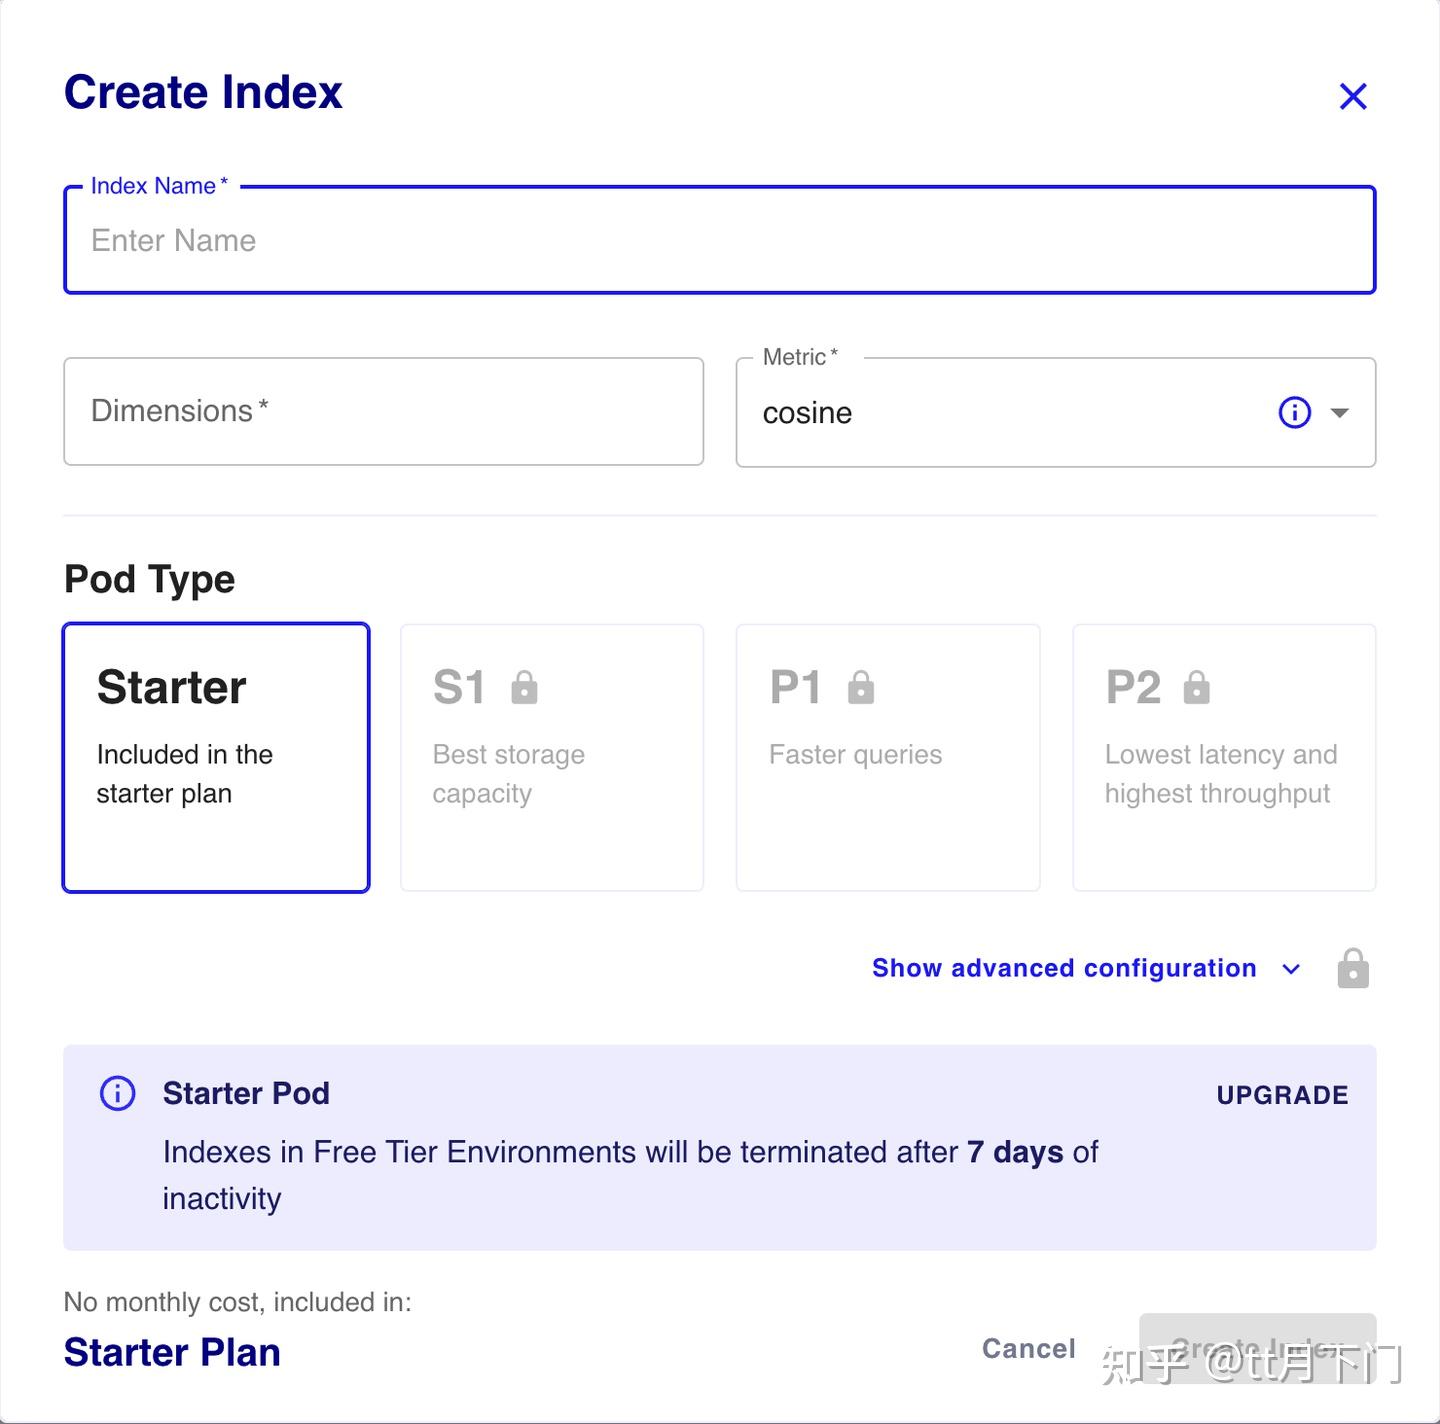 Create Index
Index Name *
Enter Name
Dimensions *
Metric *
cosine
Pod Type
Starter
Included in the
starter plan
S1
Best storage
capacity
P1
Faster queries
P2
Lowest latency and
highest throughput
Show advanced configuration
Starter Pod
UPGRADE
Indexes in Free Tier Environments will be terminated after 7 days of
inactivity
No monthly cost, included in:
Starter Plan
Cancel
Create Index
知乎 @tt月下门